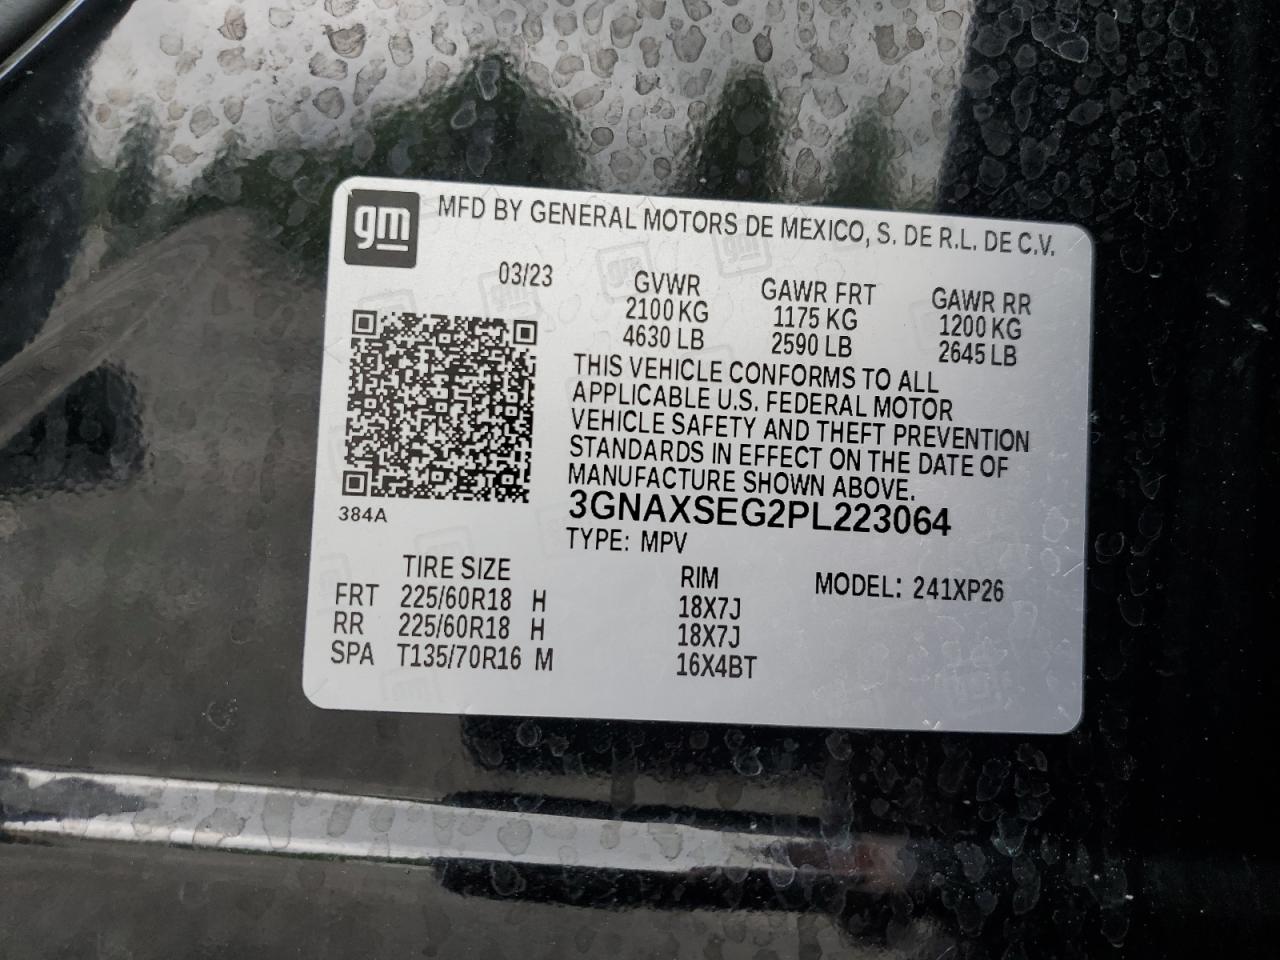 gm
MFD BY GENERAL MOTORS DE MEXICO, S. DE R.L. DE C.V.
03/23
GVWR GAWR FRT GAWR RR
2100 KG 1175 KG 1200 KG
4630 LB 2590 LB 2645 LB
THIS VEHICLE CONFORMS TO ALL
APPLICABLE U.S. FEDERAL MOTOR
VEHICLE SAFETY AND THEFT PREVENTION
STANDARDS IN EFFECT ON THE DATE OF
MANUFACTURE SHOWN ABOVE.
3GNAXSEG2PL223064
384A
TYPE: MPV
TIRE SIZE RIM MODEL: 241XP26
FRT 225/60R18 H 18X7J
RR 225/60R18 H 18X7J
SPA T135/70R16 M 16X4BT